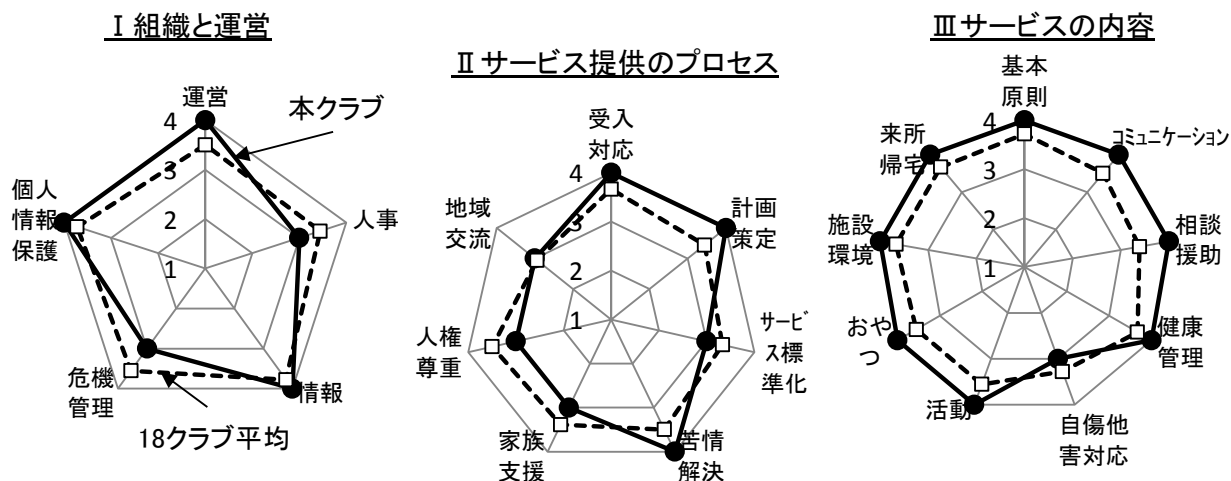 Ⅰ 組織と運営
運営
本クラブ
4
3
2
1
個人
情報
保護
人事
危機
管理
情報
18クラブ平均
Ⅱ サービス提供のプロセス
受入
対応
4
3
2
1
地域
交流
計画
策定
人権
尊重
ｻｰﾋﾞ
ｽ標
準化
家族
支援
苦情
解決
Ⅲサービスの内容
基本
原則
4
3
2
1
来所
帰宅
ｺﾐｭﾆｹｰｼｮﾝ
施設
環境
相談
援助
おや
つ
健康
管理
活動
自傷他
害対応